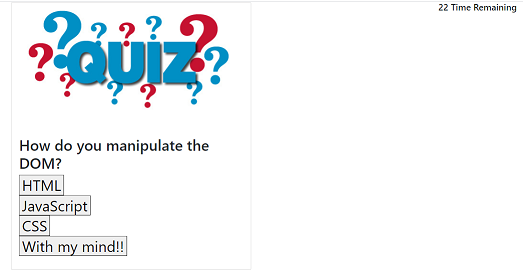 22 Time Remaining
QUIZ
How do you manipulate the
DOM?
HTML
JavaScript
CSS
With my mind!!